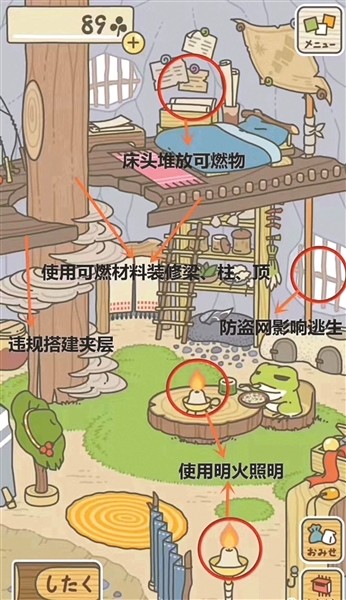 89
メニュー
床头堆放可燃物
使用可燃材料装修梁、柱、顶
防盗网影响逃生
违规搭建夹层
使用明火照明
おみせ
したく